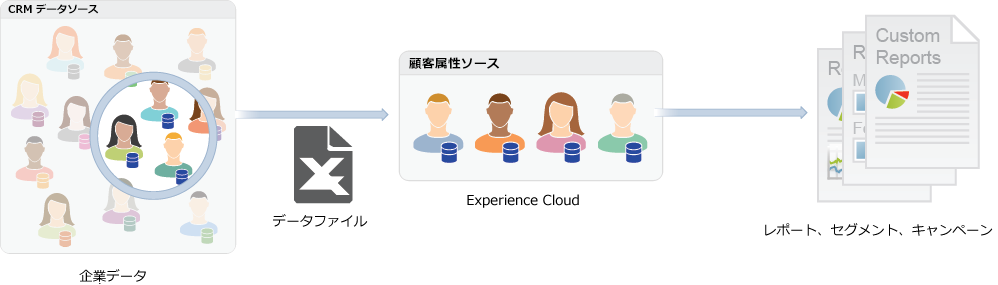 CRM データソース
企業データ
データファイル
顧客属性ソース
Experience Cloud
Custom
Reports
R
M
Fo
レポート、セグメント、キャンペーン